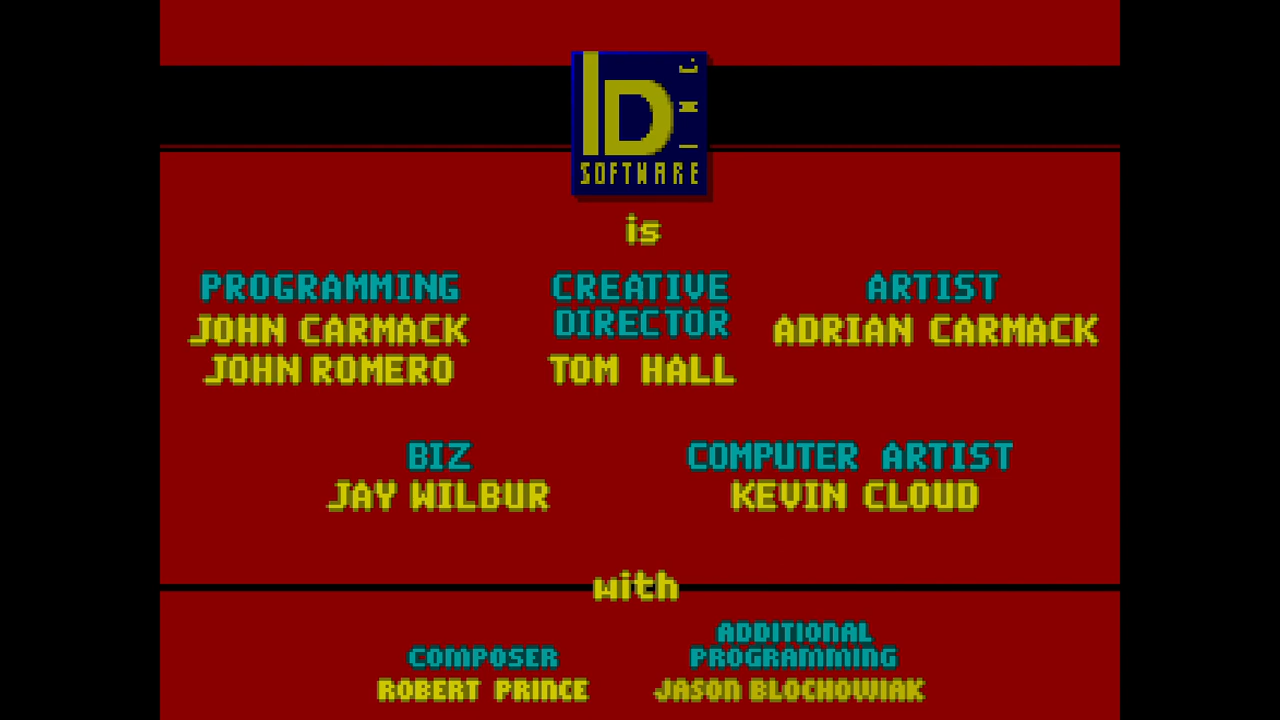 ID INC.
SOFTWARE
is
PROGRAMMING
JOHN CARMACK
JOHN ROMERO
CREATIVE
DIRECTOR
TOM HALL
ARTIST
ADRIAN CARMACK
BIZ
JAY WILBUR
COMPUTER ARTIST
KEVIN CLOUD
with
COMPOSER
ROBERT PRINCE
ADDITIONAL
PROGRAMMING
JASON BLOCHOWIAK